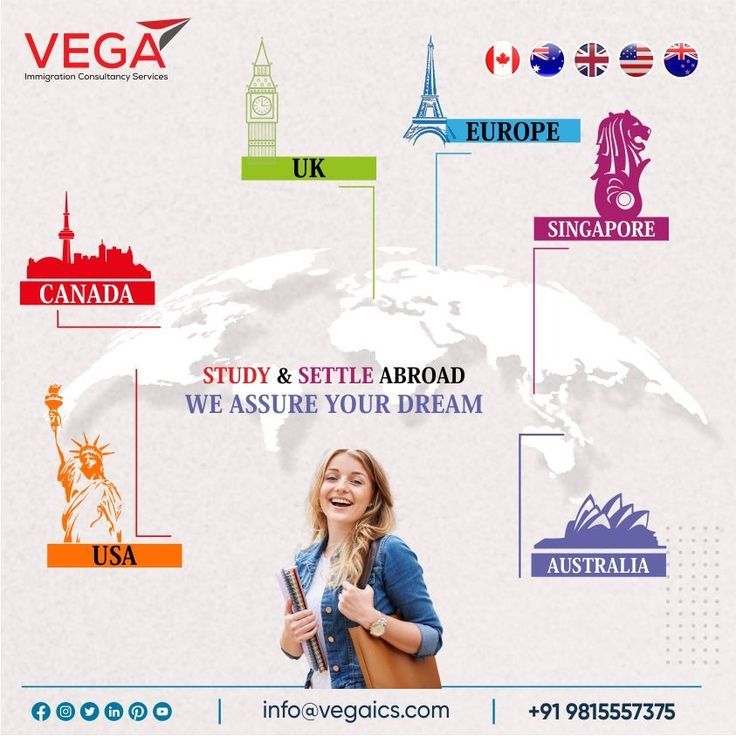 VEGA
Immigration Consultancy Services
UK
EUROPE
SINGAPORE
CANADA
STUDY & SETTLE ABROAD
WE ASSURE YOUR DREAM
USA
AUSTRALIA
info@vegaics.com
+91 9815557375